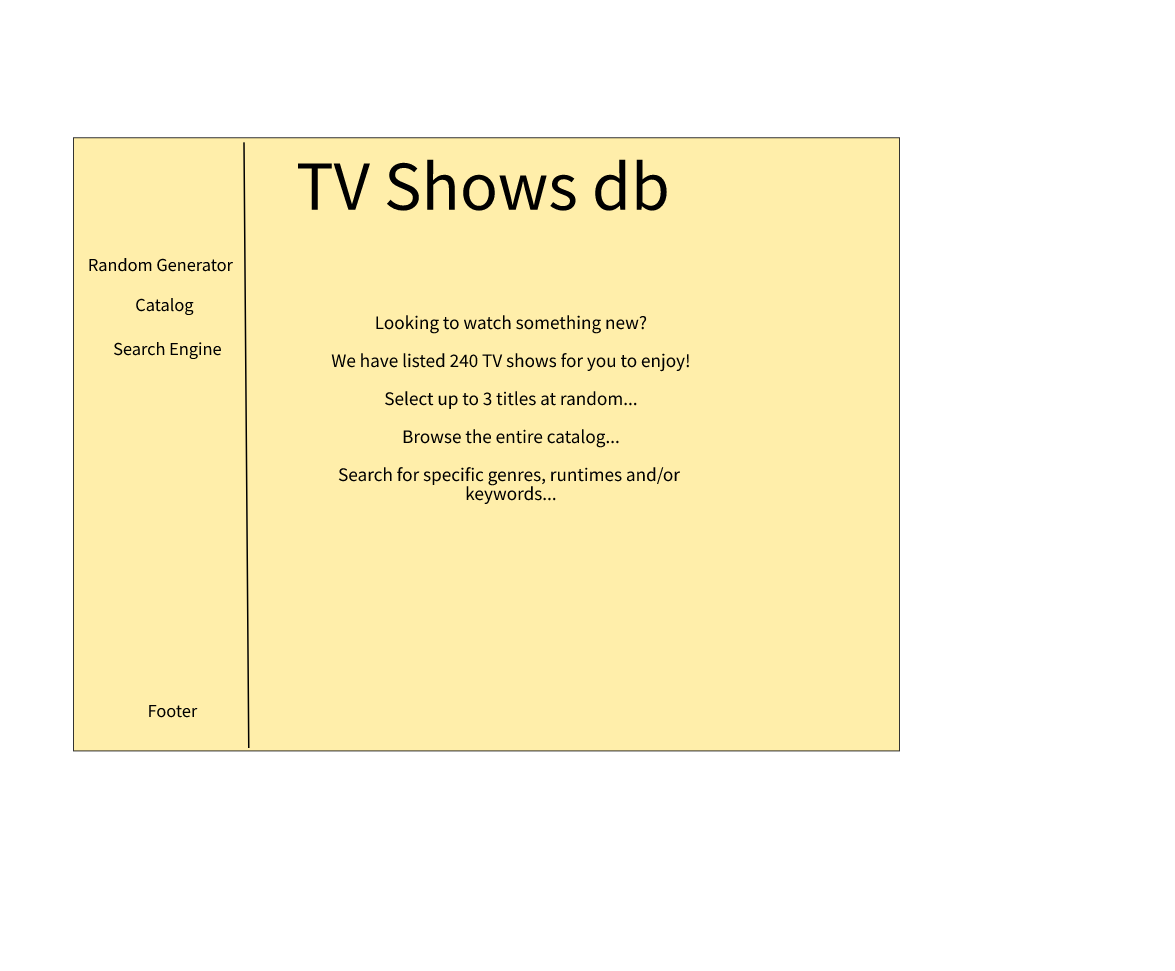 TV Shows db
Random Generator
Catalog
Search Engine
Looking to watch something new?
We have listed 240 TV shows for you to enjoy!
Select up to 3 titles at random...
Browse the entire catalog...
Search for specific genres, runtimes and/or
keywords...
Footer